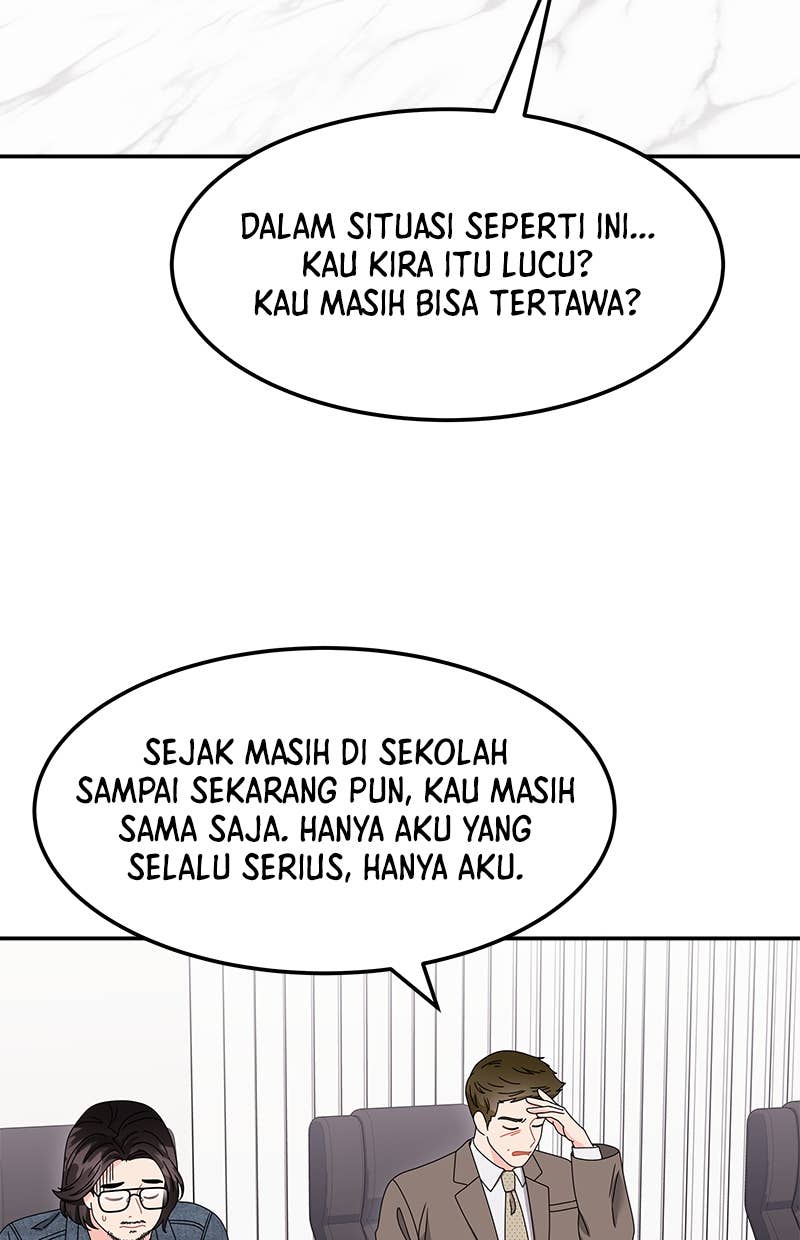 DALAM SITUASI SEPERTI INI...
KAU KIRA ITU LUCU?
KAU MASIH BISA TERTAWA?
SEJAK MASIH DI SEKOLAH
SAMPAI SEKARANG PUN, KAU MASIH
SAMA SAJA. HANYA AKU YANG
SELALU SERIUS, HANYA AKU.